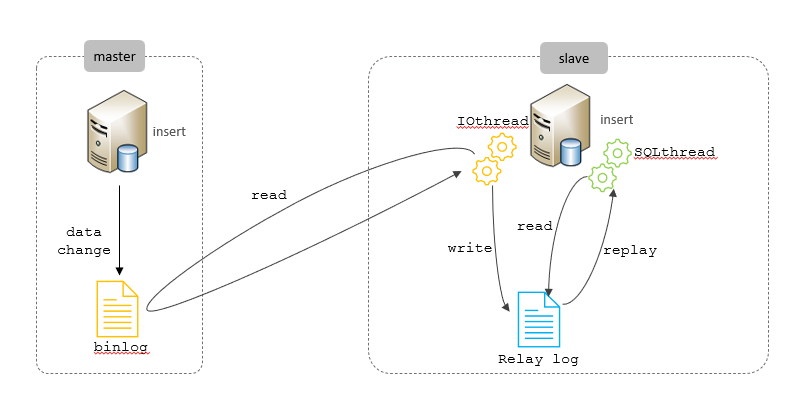 master
slave
insert
IOthread
insert
SQLthread
read
data
change
write
read
replay
binlog
Relay log